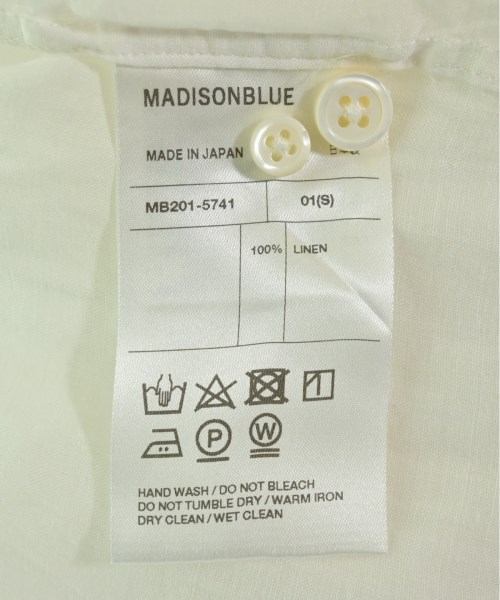 MADISONBLUE
MADE IN JAPAN
MB201-5741 01(S)
100% LINEN
P W
HAND WASH / DO NOT BLEACH
DO NOT TUMBLE DRY / WARM IRON
DRY CLEAN / WET CLEAN